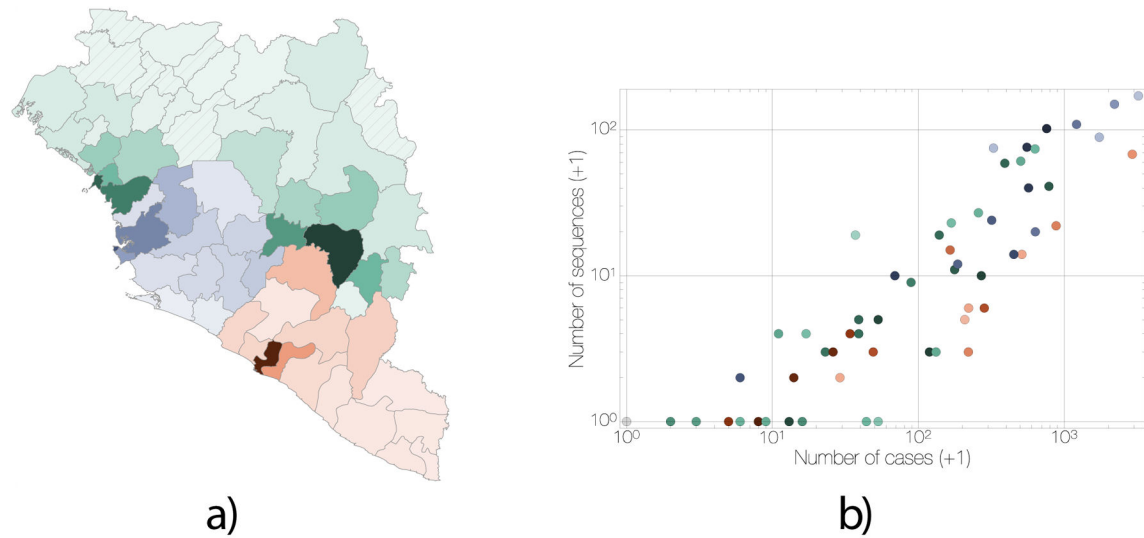 10²
10¹
10⁰
Number of sequences (+1)
10⁰ 10¹ 10² 10³
Number of cases (+1)
a) b)